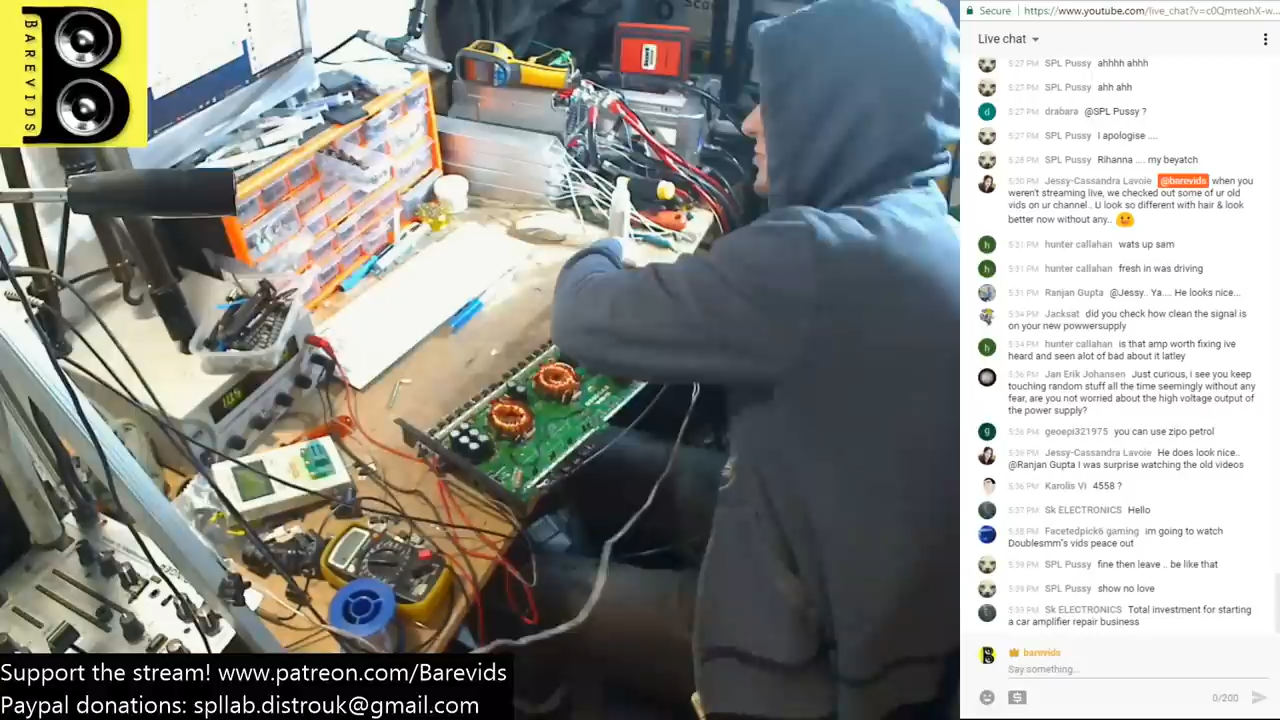 BAREVIDS
Secure https://www.youtube.com/live_chat?v=c0QmteohX-w...
Live chat
5:27 PM SPL Pussy ahhhh ahhh
5:27 PM SPL Pussy ahh ahh
5:27 PM drabara @SPL Pussy ?
5:27 PM SPL Pussy I apologise ....
5:28 PM SPL Pussy Rihanna .... my beyatch
5:30 PM Jessy-Cassandra Lavoie @barevids when you
weren't streaming live, we checked out some of ur old
vids on ur channel.. U look so different with hair & look
better now without any..
5:31 PM hunter callahan wats up sam
5:31 PM hunter callahan fresh in was driving
5:31 PM Ranjan Gupta @Jessy.. Ya.... He looks nice...
5:34 PM Jacksat did you check how clean the signal is
on your new powwersupply
5:34 PM hunter callahan is that amp worth fixing ive
heard and seen alot of bad about it latley
5:36 PM Jan Erik Johansen Just curious, i see you keep
touching random stuff all the time seemingly without any
fear, are you not worried about the high voltage output of
the power supply?
5:36 PM geoepi321975 you can use zipo petrol
5:36 PM Jessy-Cassandra Lavoie He does look nice..
@Ranjan Gupta I was surprise watching the old videos
5:36 PM Karolis Vi 4558 ?
5:37 PM Sk ELECTRONICS Hello
5:38 PM Facetedpick6 gaming im going to watch
Doublesmm"s vids peace out
5:39 PM SPL Pussy fine then leave .. be like that
5:39 PM SPL Pussy show no love
5:39 PM Sk ELECTRONICS Total investment for starting
a car amplifier repair business
barevids
Say something...
0/200
Support the stream! www.patreon.com/Barevids
Paypal donations: spllab.distrouk@gmail.com